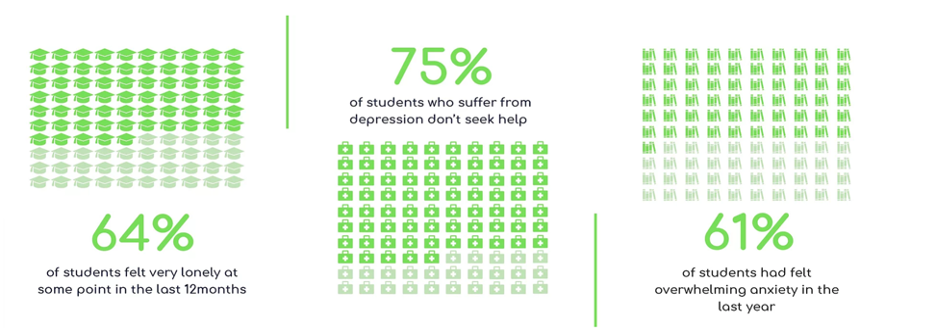 64%
of students felt very lonely at
some point in the last 12months
75%
of students who suffer from
depression don't seek help
61%
of students had felt
overwhelming anxiety in the
last year